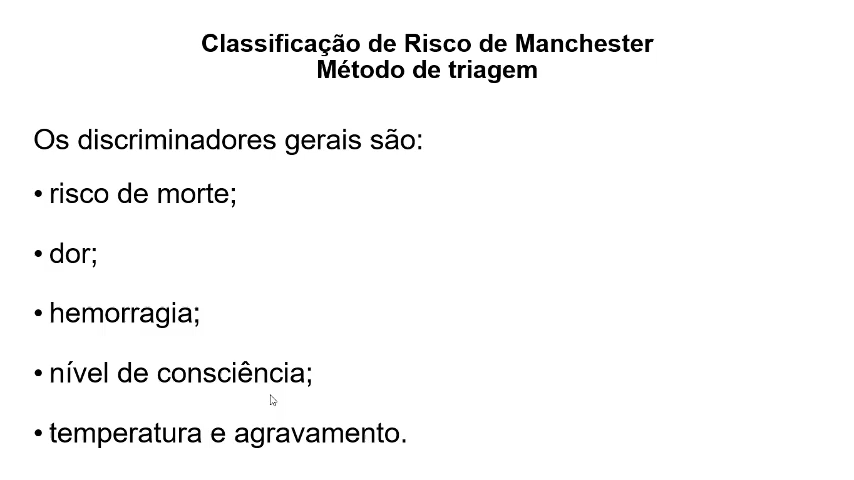 Classificação de Risco de Manchester
Método de triagem
Os discriminadores gerais são:
• risco de morte;
• dor;
• hemorragia;
• nível de consciência;
• temperatura e agravamento.